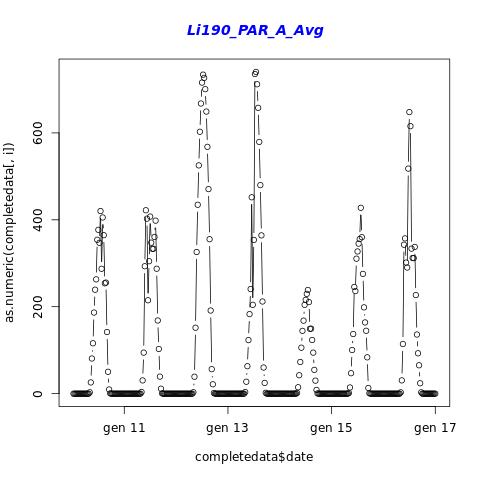 Li190_PAR_A_Avg
as.numeric(completedata[, i])
600
400
200
0
gen 11
gen 13
gen 15
gen 17
completedata$date